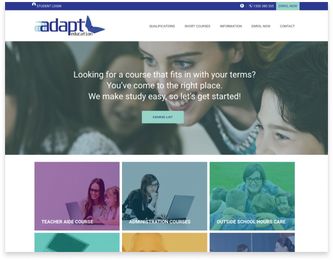 STUDENT LOGIN
1300 280 335 ENROL NOW
adapt
education
QUALIFICATIONS SHORT COURSES INFORMATION ENROL NOW CONTACT
Looking for a course that fits in with your terms?
You've come to the right place.
We make study easy, so let's get started!
COURSE LIST
TEACHER AIDE COURSE ADMINISTRATION COURSES OUTSIDE SCHOOL HOURS CARE